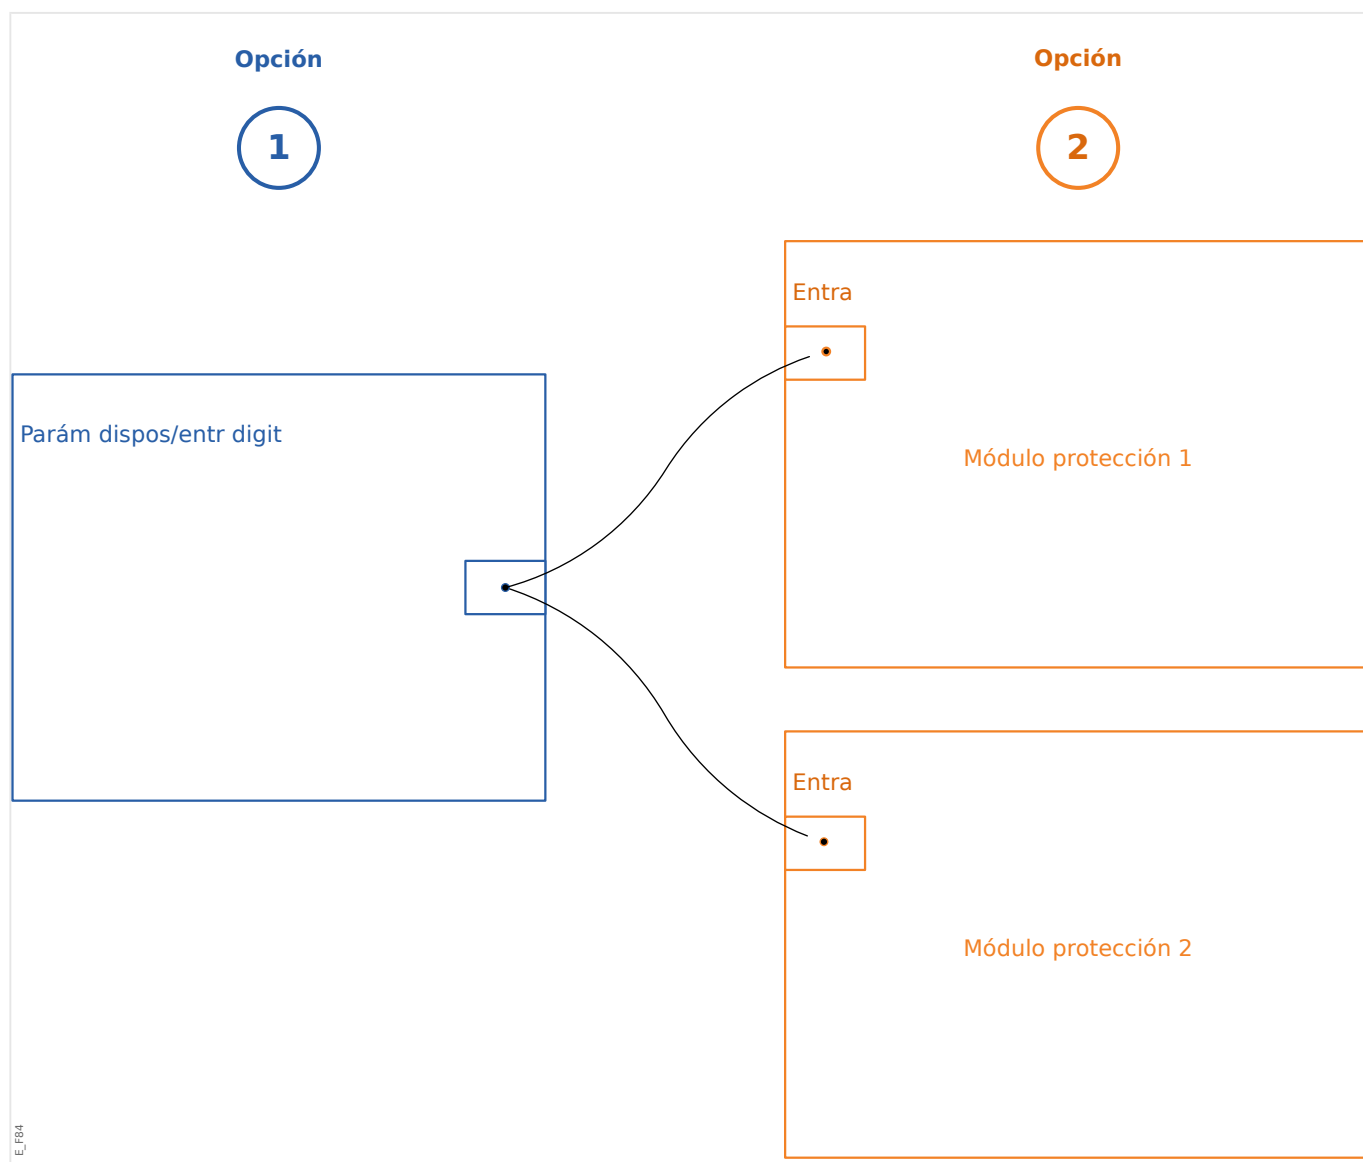 Opción
1
Opción
2
Parám dispos/entr digit
Entra
Módulo protección 1
Entra
Módulo protección 2
E_F84